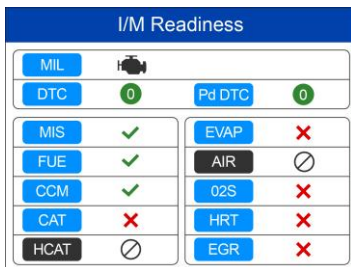 I/M Readiness
MIL
DTC 0 Pd DTC 0
MIS EVAP
FUE AIR
CCM 02S
CAT HRT
HCAT EGR